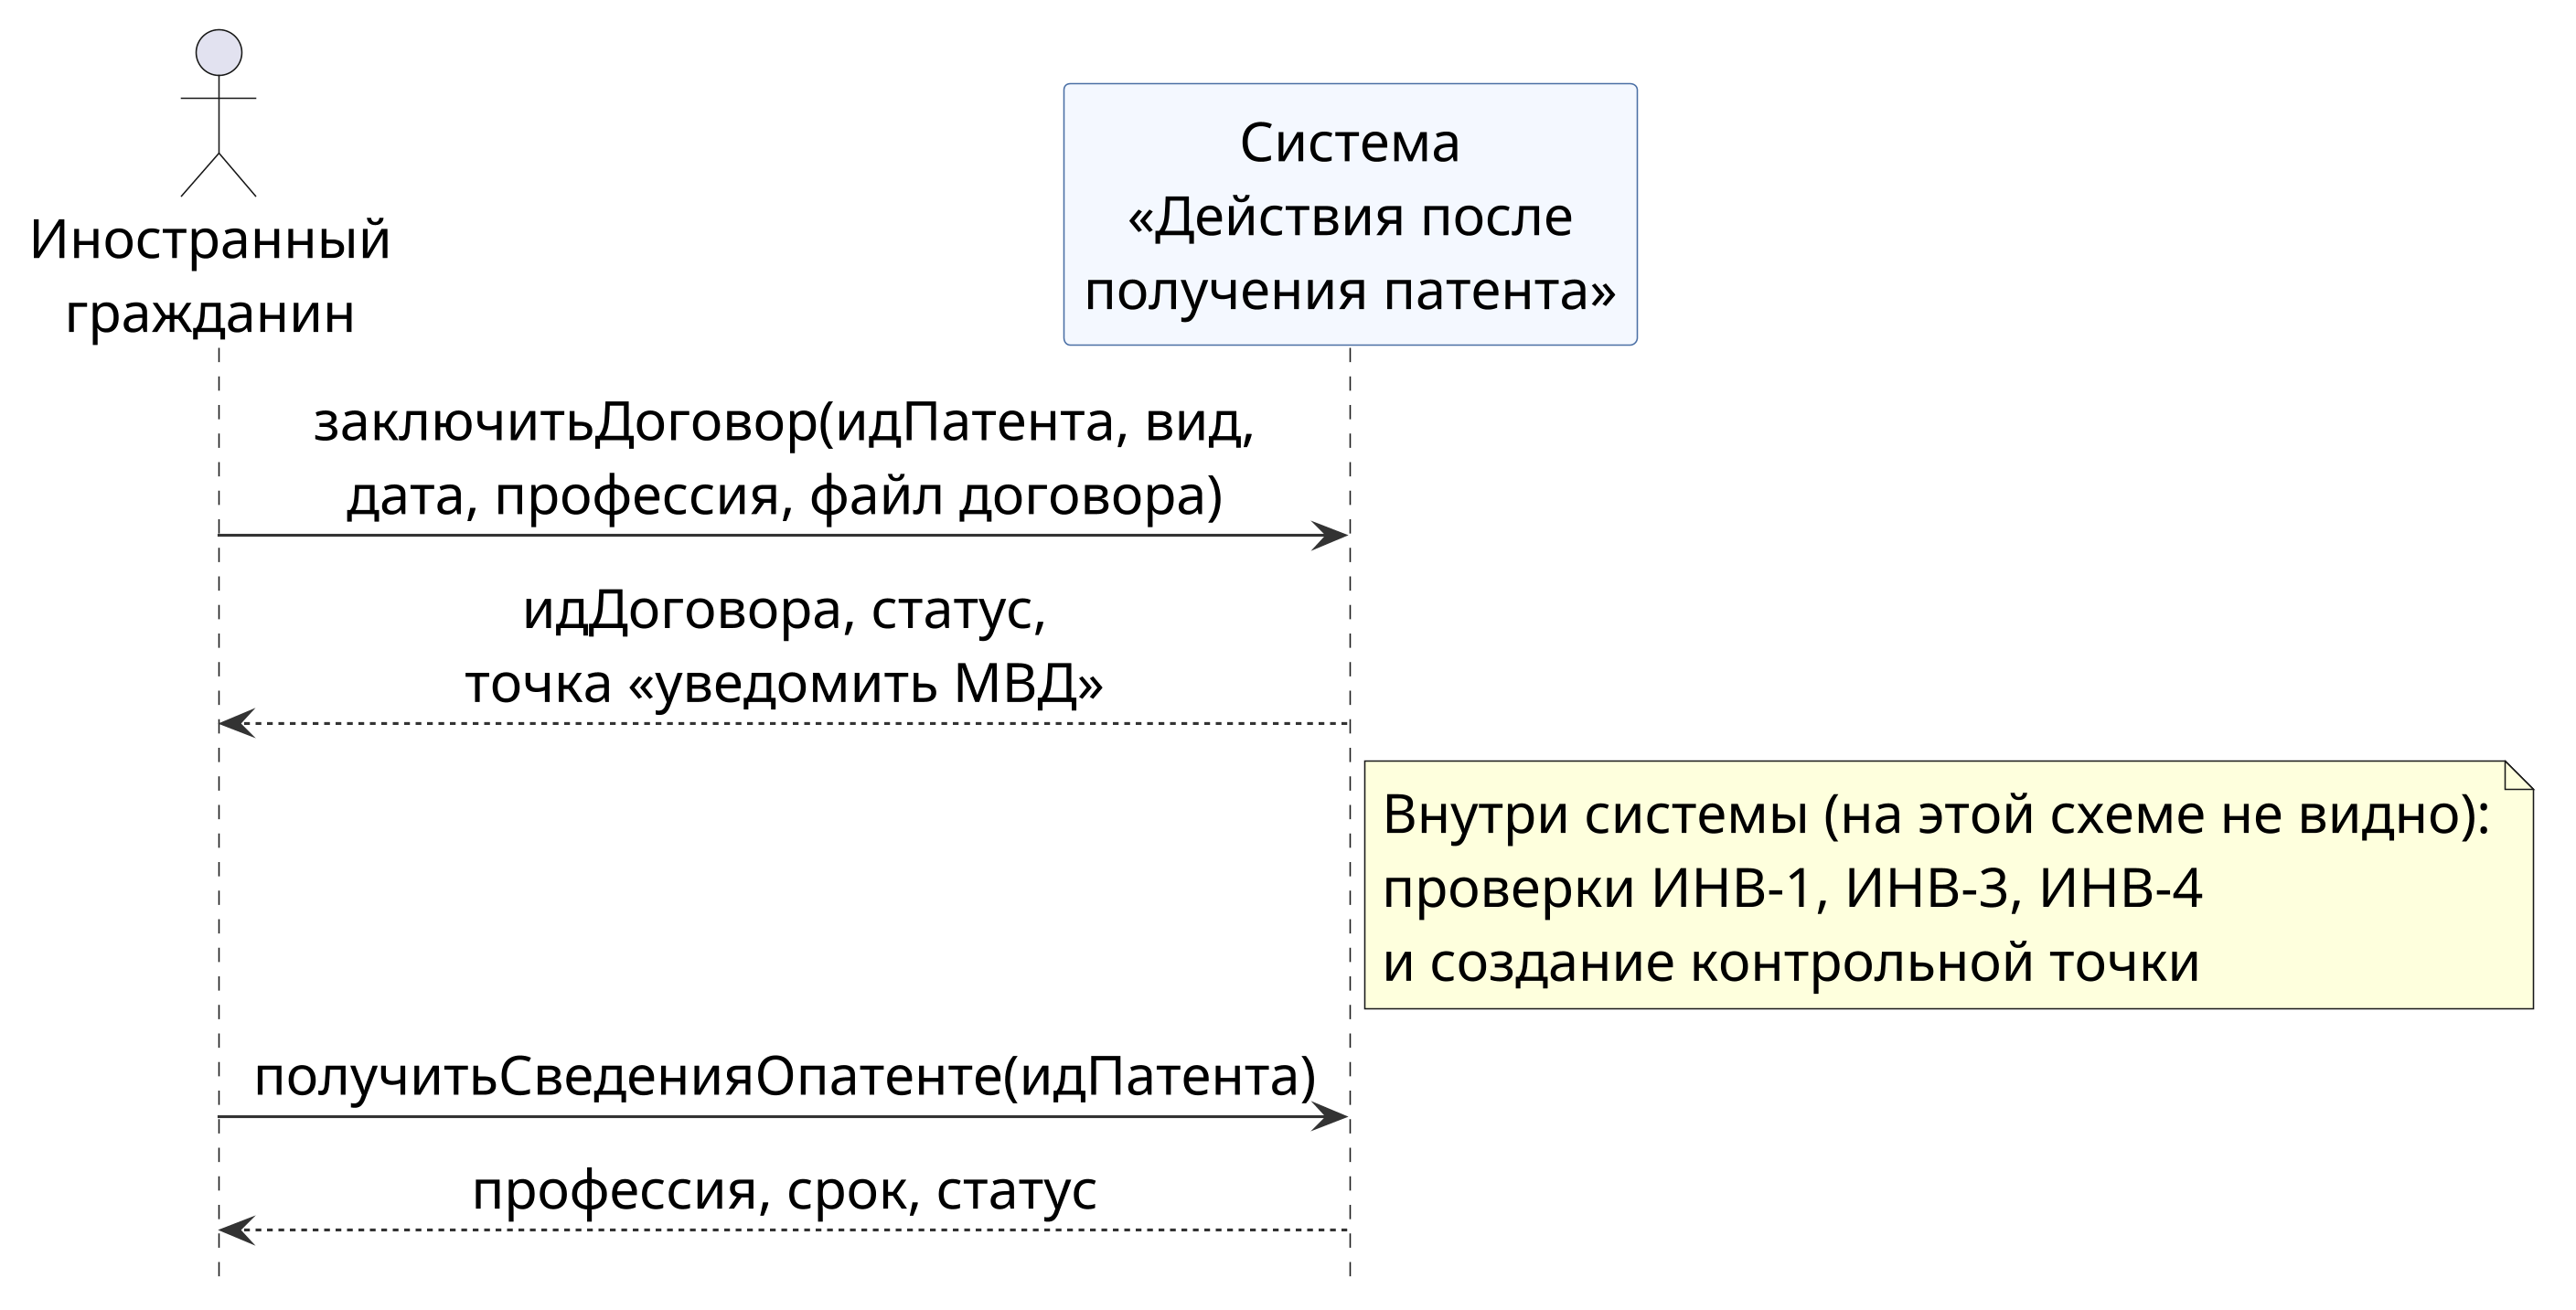 Иностранный
гражданин
Система
«Действия после
получения патента»
заключитьДоговор(идПатента, вид,
дата, профессия, файл договора)
идДоговора, статус,
точка «уведомить МВД»
Внутри системы (на этой схеме не видно):
проверки ИНВ-1, ИНВ-3, ИНВ-4
и создание контрольной точки
получитьСведенияОпатенте(идПатента)
профессия, срок, статус